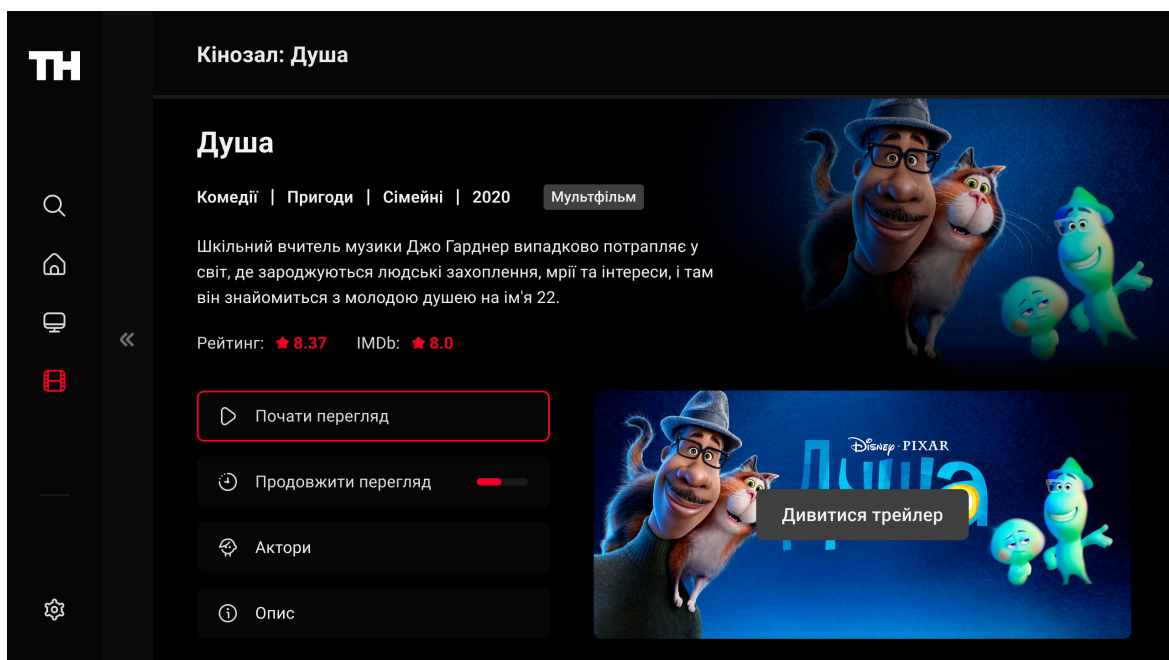 TH
Кінозал: Душа
Душа
Комедії | Пригоди | Сімейні | 2020 Мультфільм
Шкільний вчитель музики Джо Гарднер випадково потрапляє у
світ, де зароджуються людські захоплення, мрії та інтереси, і там
він знайомиться з молодою душею на ім'я 22.
Рейтинг: 8.37 IMDb: 8.0
Почати перегляд
Продовжити перегляд
Актори
Опис
Disney · PIXAR
Душа
Дивитися трейлер